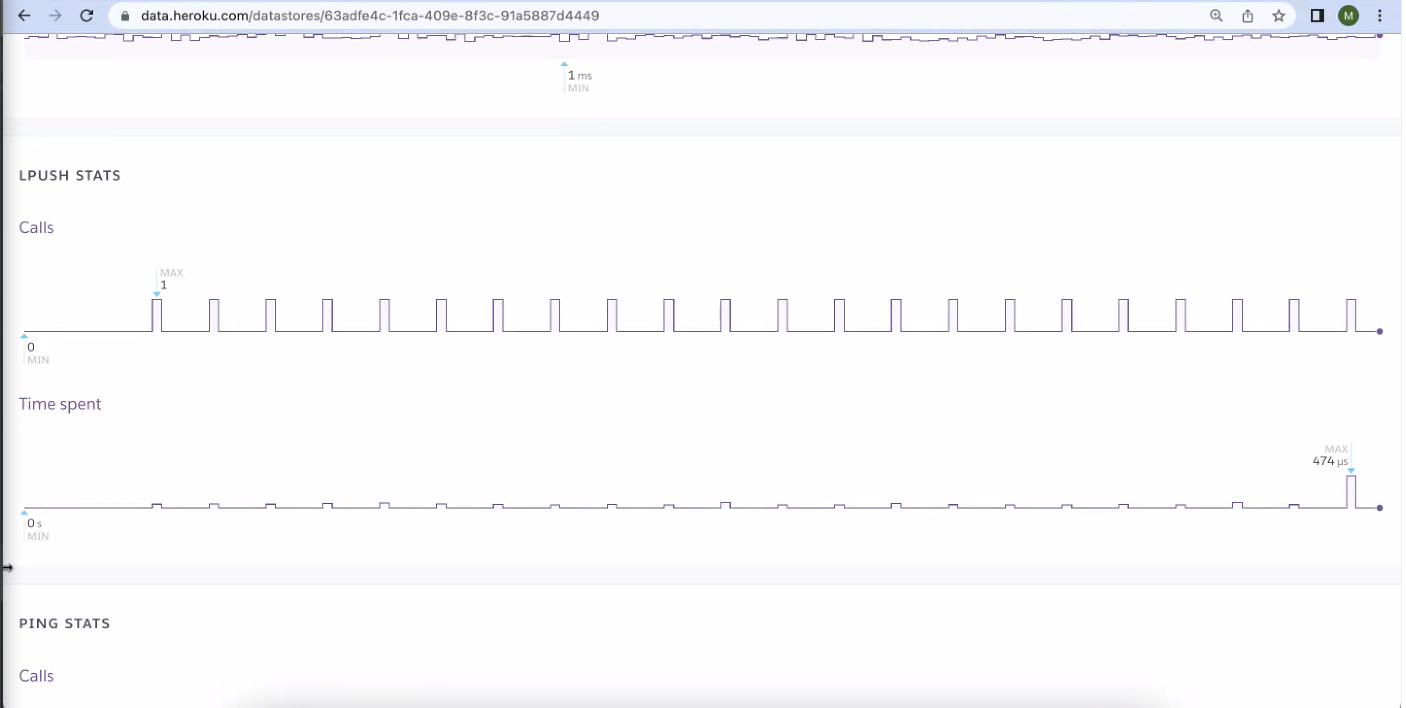 data.heroku.com/datastores/63adfe4c-1fca-409e-8f3c-91a5887d4449
M
1 ms
MIN
LPUSH STATS
Calls
MAX
1
0
MIN
Time spent
MAX
474 µs
0 s
MIN
PING STATS
Calls